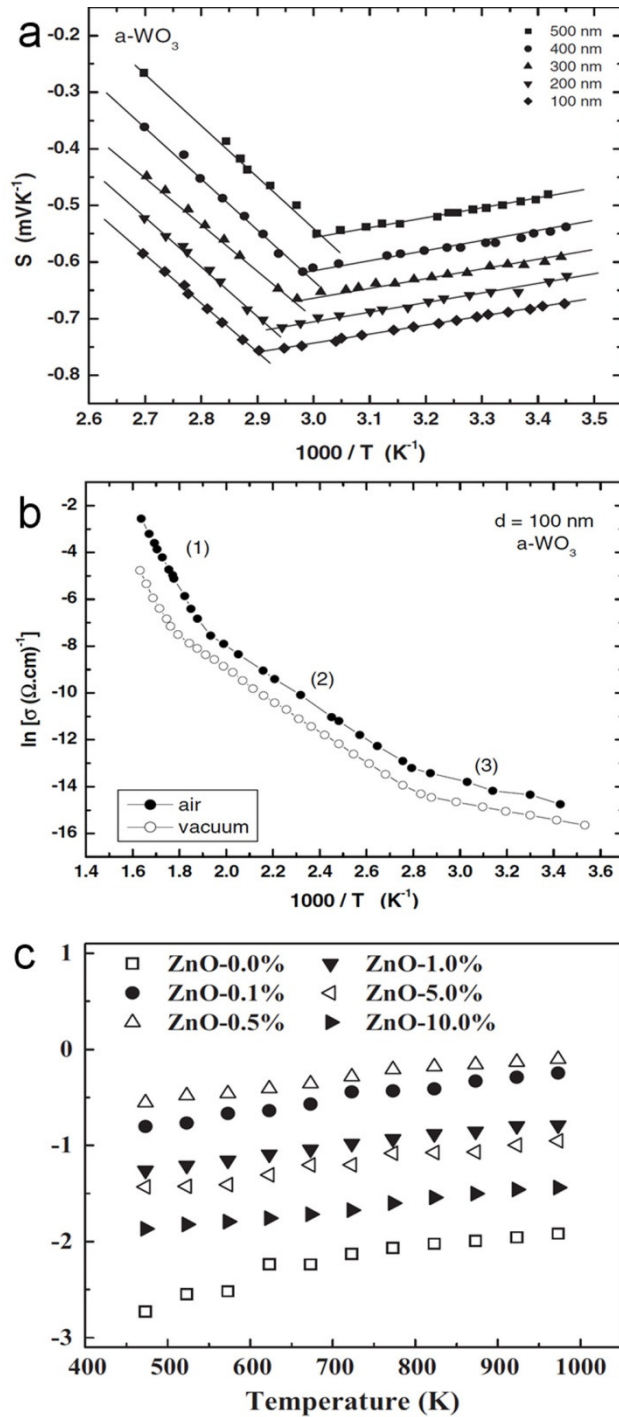 a
a-WO3
500 nm
400 nm
300 nm
200 nm
100 nm
-0.2
-0.3
-0.4
-0.5
-0.6
-0.7
-0.8
S (mVK-1)
2.6 2.7 2.8 2.9 3.0 3.1 3.2 3.3 3.4 3.5
1000 / T (K-1)
b
d = 100 nm
a-WO3
(1)
(2)
(3)
-2
-4
-6
-8
-10
-12
-14
-16
ln [σ (Ω.cm)-1]
air
vacuum
1.4 1.6 1.8 2.0 2.2 2.4 2.6 2.8 3.0 3.2 3.4 3.6
1000 / T (K-1)
c
ZnO-0.0% ZnO-1.0%
ZnO-0.1% ZnO-5.0%
ZnO-0.5% ZnO-10.0%
1
0
-1
-2
-3
400 500 600 700 800 900 1000
Temperature (K)